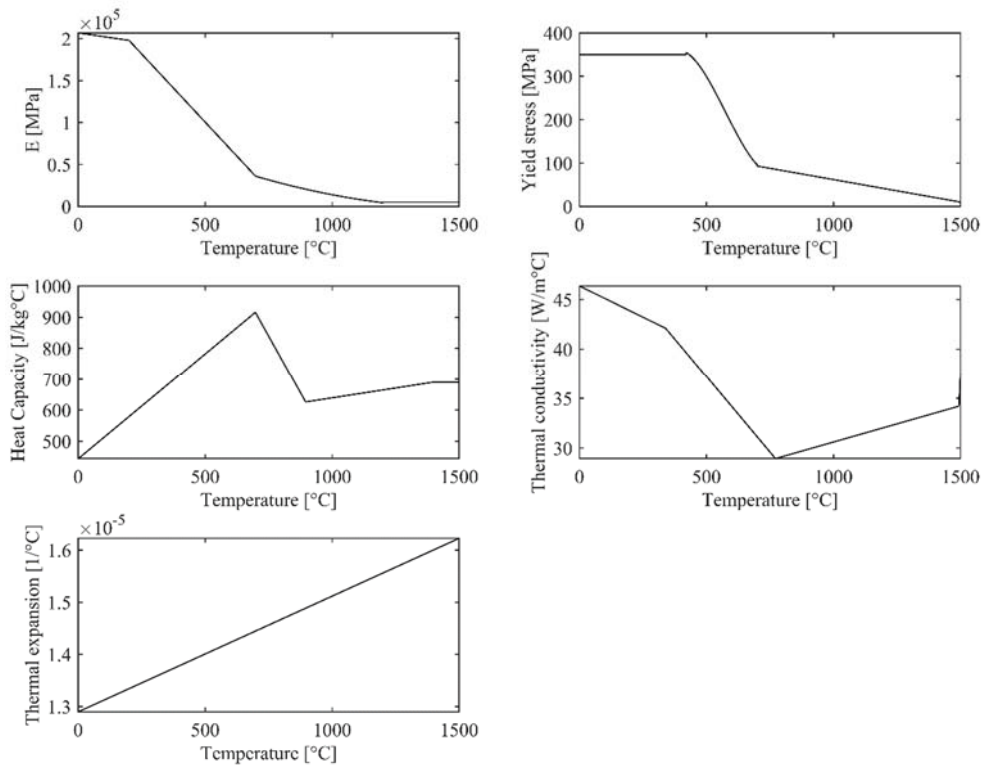 ×10⁵
2
1.5
1
0.5
0
E [MPa]
0 500 1000 1500
Temperature [°C]
400
300
200
100
0
Yield stress [MPa]
0 500 1000 1500
Temperature [°C]
1000
900
800
700
600
500
Heat Capacity [J/kg°C]
0 500 1000 1500
Temperature [°C]
45
40
35
30
Thermal conductivity [W/m°C]
0 500 1000 1500
Temperature [°C]
×10⁻⁵
1.6
1.5
1.4
1.3
Thermal expansion [1/°C]
0 500 1000 1500
Temperature [°C]